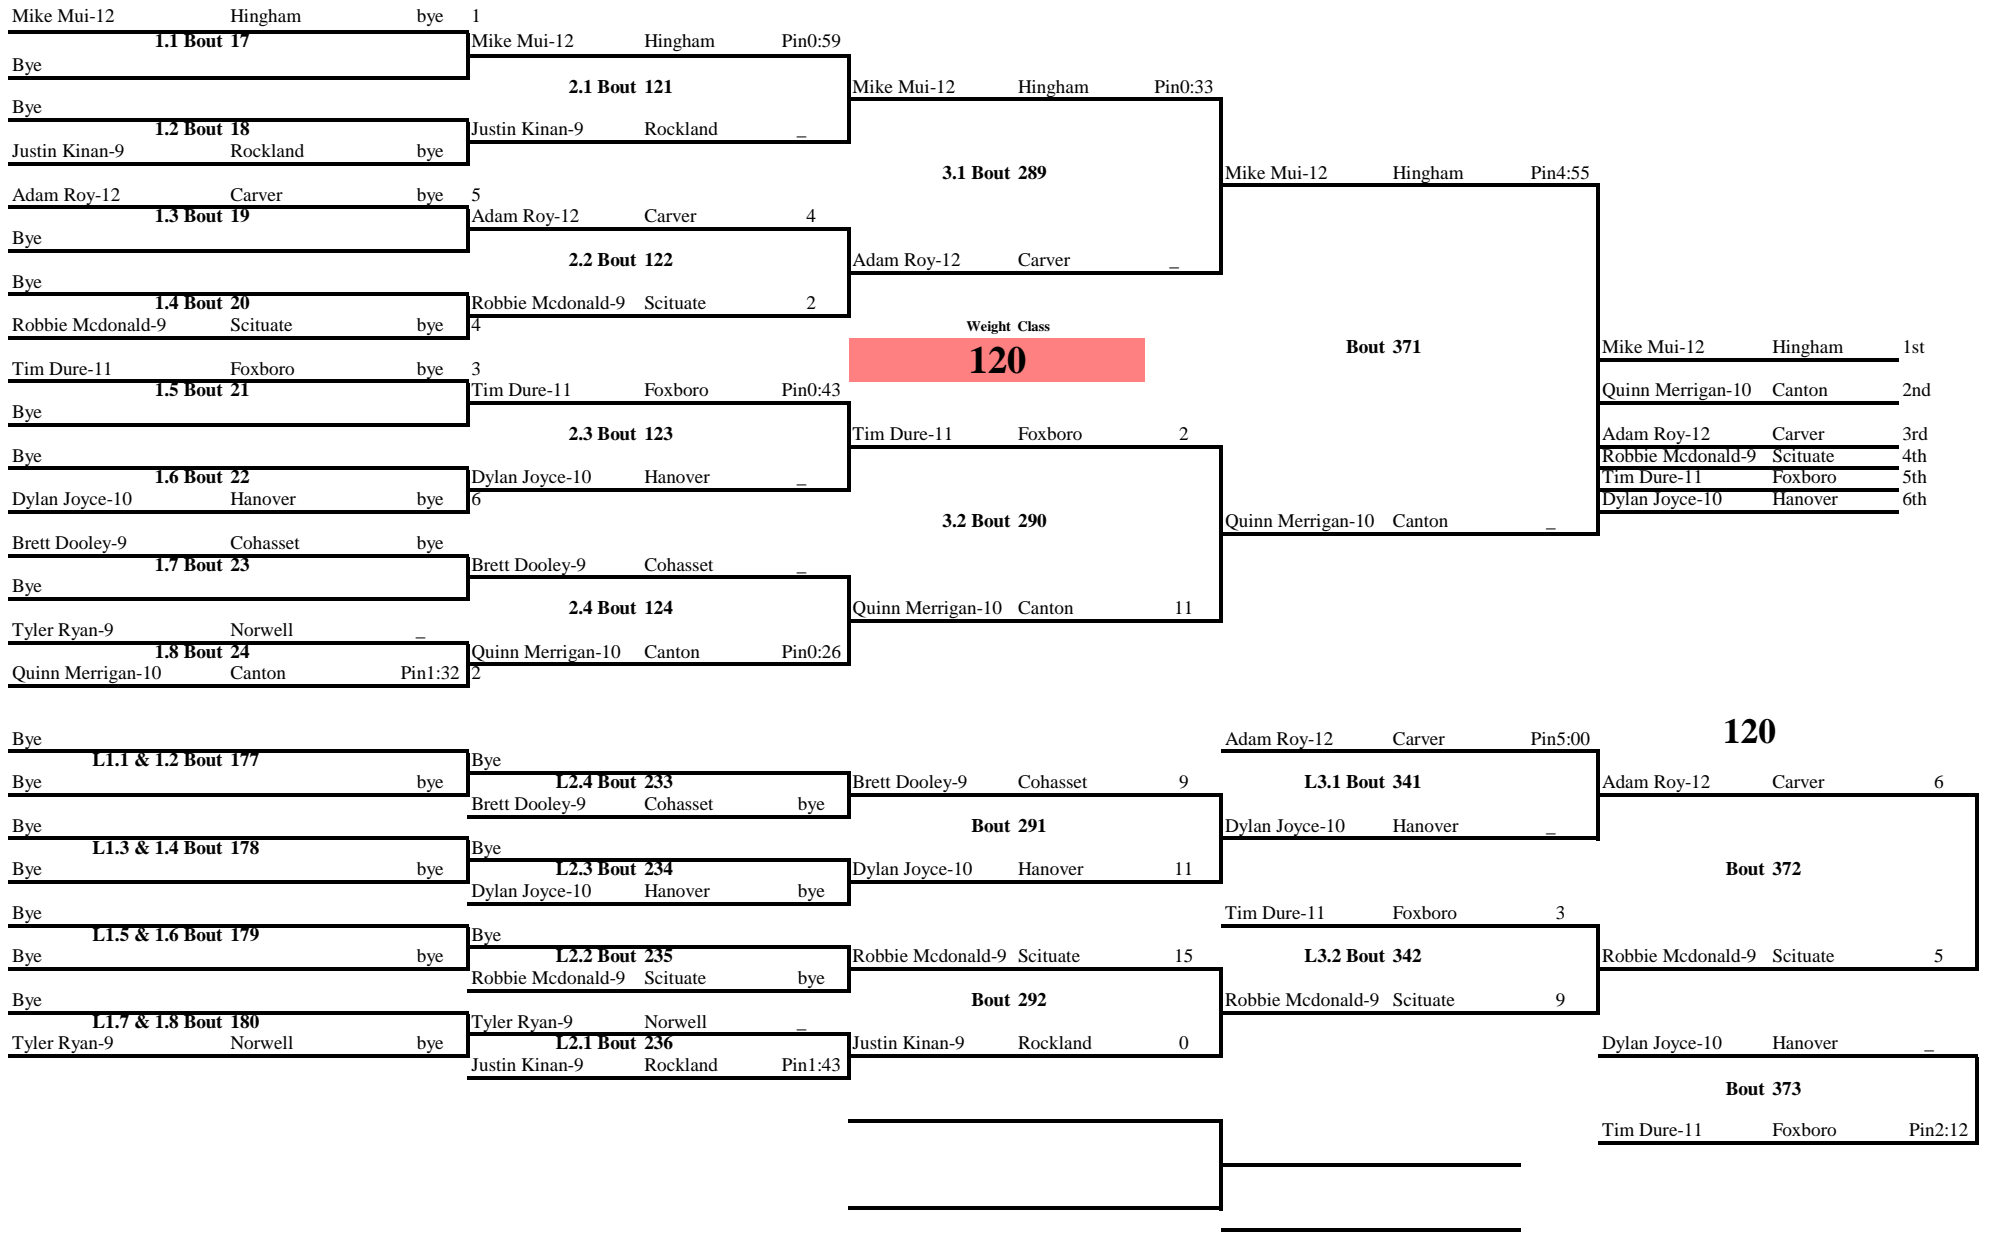 Mike Mui-12 Hingham bye 1
1.1 Bout 17 Mike Mui-12 Hingham Pin0:59
Bye
2.1 Bout 121 Mike Mui-12 Hingham Pin0:33
Bye
1.2 Bout 18 Justin Kinan-9 Rockland _
Justin Kinan-9 Rockland bye
3.1 Bout 289 Mike Mui-12 Hingham Pin4:55
Adam Roy-12 Carver bye 5
1.3 Bout 19 Adam Roy-12 Carver 4
Bye
2.2 Bout 122 Adam Roy-12 Carver _
Bye
1.4 Bout 20 Robbie Mcdonald-9 Scituate 2
Robbie Mcdonald-9 Scituate bye 4 Weight Class
120 Bout 371 Mike Mui-12 Hingham 1st
Tim Dure-11 Foxboro bye 3
1.5 Bout 21 Tim Dure-11 Foxboro Pin0:43 Quinn Merrigan-10 Canton 2nd
Bye
2.3 Bout 123 Tim Dure-11 Foxboro 2 Adam Roy-12 Carver 3rd
Bye Robbie Mcdonald-9 Scituate 4th
1.6 Bout 22 Dylan Joyce-10 Hanover _ Tim Dure-11 Foxboro 5th
Dylan Joyce-10 Hanover bye 6 Dylan Joyce-10 Hanover 6th
3.2 Bout 290 Quinn Merrigan-10 Canton _
Brett Dooley-9 Cohasset bye
1.7 Bout 23 Brett Dooley-9 Cohasset _
Bye
2.4 Bout 124 Quinn Merrigan-10 Canton 11
Tyler Ryan-9 Norwell _
1.8 Bout 24 Quinn Merrigan-10 Canton Pin0:26
Quinn Merrigan-10 Canton Pin1:32 2
Bye Adam Roy-12 Carver Pin5:00 120
L1.1 & 1.2 Bout 177 Bye
Bye bye L2.4 Bout 233 Brett Dooley-9 Cohasset 9 L3.1 Bout 341 Adam Roy-12 Carver 6
Brett Dooley-9 Cohasset bye
Bye Bout 291 Dylan Joyce-10 Hanover _
L1.3 & 1.4 Bout 178 Bye
Bye bye L2.3 Bout 234 Dylan Joyce-10 Hanover 11 Bout 372
Dylan Joyce-10 Hanover bye
Bye Tim Dure-11 Foxboro 3
L1.5 & 1.6 Bout 179 Bye
Bye bye L2.2 Bout 235 Robbie Mcdonald-9 Scituate 15 L3.2 Bout 342 Robbie Mcdonald-9 Scituate 5
Robbie Mcdonald-9 Scituate bye
Bye Bout 292 Robbie Mcdonald-9 Scituate 9
L1.7 & 1.8 Bout 180 Tyler Ryan-9 Norwell _
Tyler Ryan-9 Norwell bye L2.1 Bout 236 Justin Kinan-9 Rockland 0 Dylan Joyce-10 Hanover _
Justin Kinan-9 Rockland Pin1:43
Bout 373
Tim Dure-11 Foxboro Pin2:12